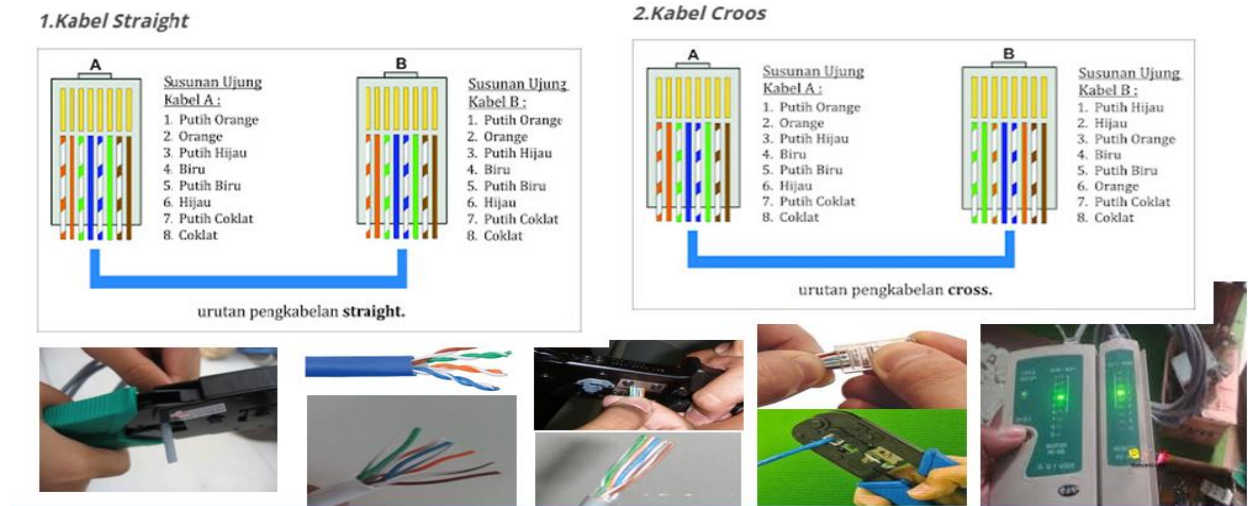 1.Kabel Straight
A
B
Susunan Ujung
Kabel A :
1. Putih Orange
2. Orange
3. Putih Hijau
4. Biru
5. Putih Biru
6. Hijau
7. Putih Coklat
8. Coklat
Susunan Ujung
Kabel B :
1. Putih Orange
2. Orange
3. Putih Hijau
4. Biru
5. Putih Biru
6. Hijau
7. Putih Coklat
8. Coklat
urutan pengkabelan straight.
2.Kabel Croos
A
B
Susunan Ujung
Kabel A :
1. Putih Orange
2. Orange
3. Putih Hijau
4. Biru
5. Putih Biru
6. Hijau
7. Putih Coklat
8. Coklat
Susunan Ujung
Kabel B :
1. Putih Hijau
2. Hijau
3. Putih Orange
4. Biru
5. Putih Biru
6. Orange
7. Putih Coklat
8. Coklat
urutan pengkabelan cross.